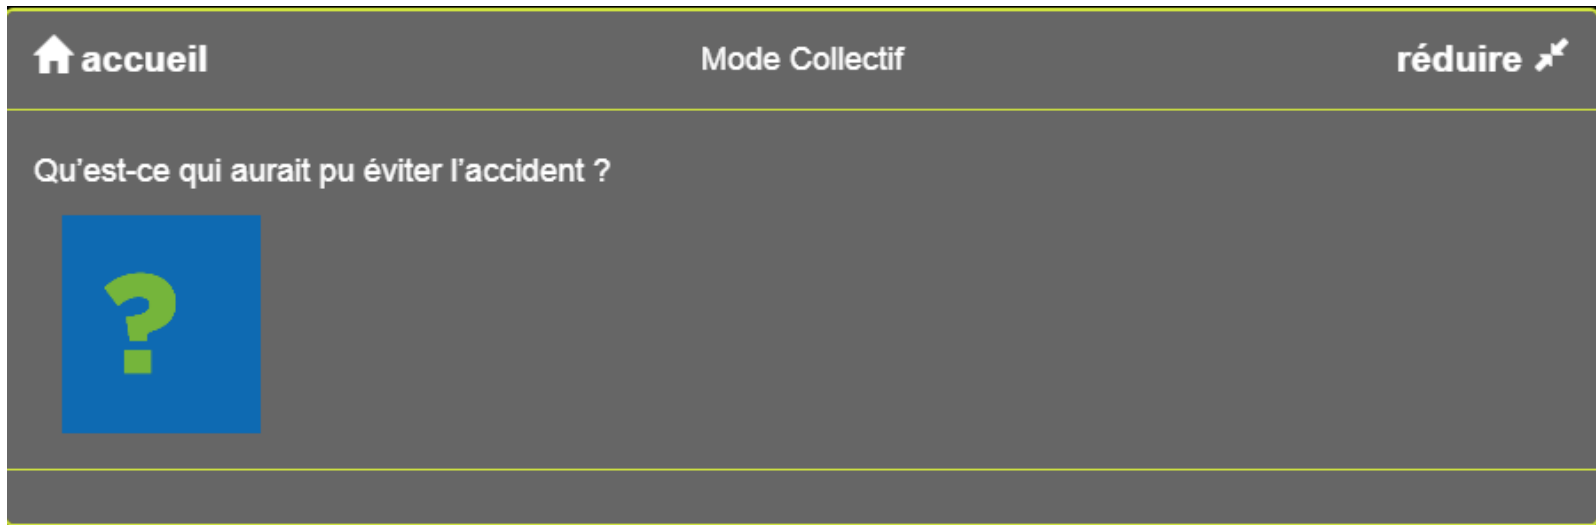 accueil
Mode Collectif
réduire
Qu’est-ce qui aurait pu éviter l’accident ?
?